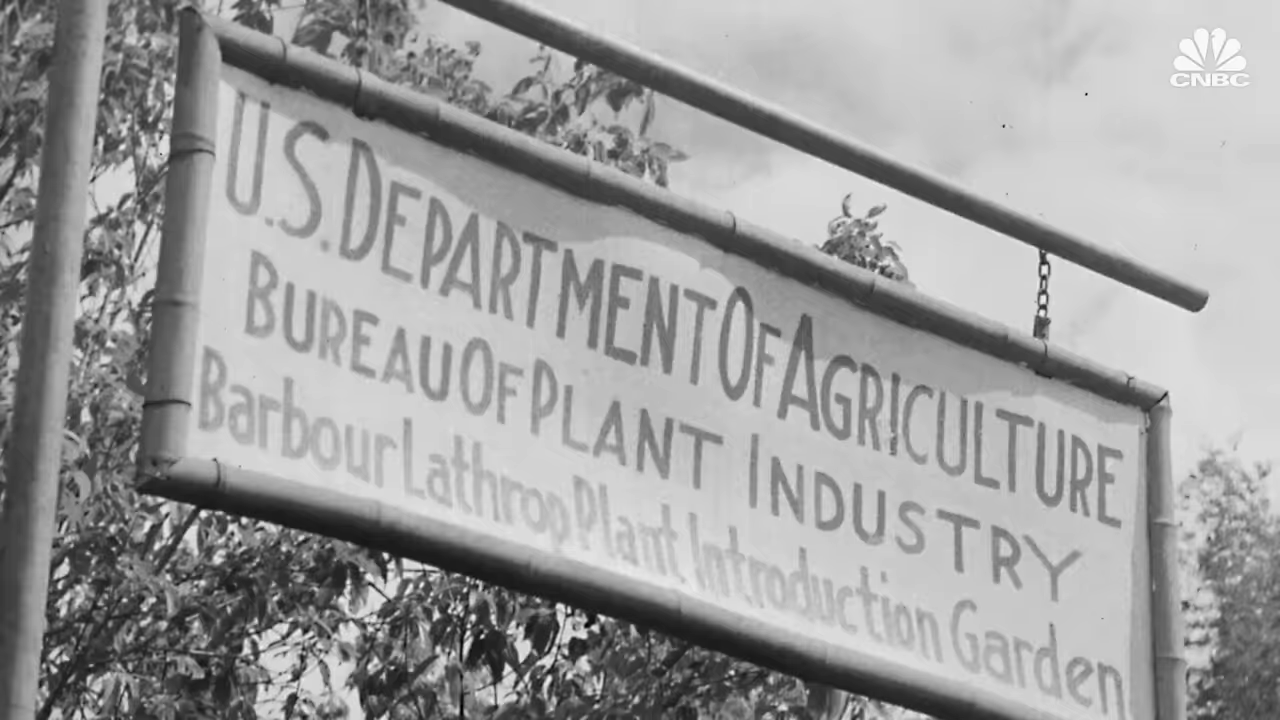 CNBC
U.S. DEPARTMENT OF AGRICULTURE
BUREAU OF PLANT INDUSTRY
Barbour Lathrop Plant Introduction Garden